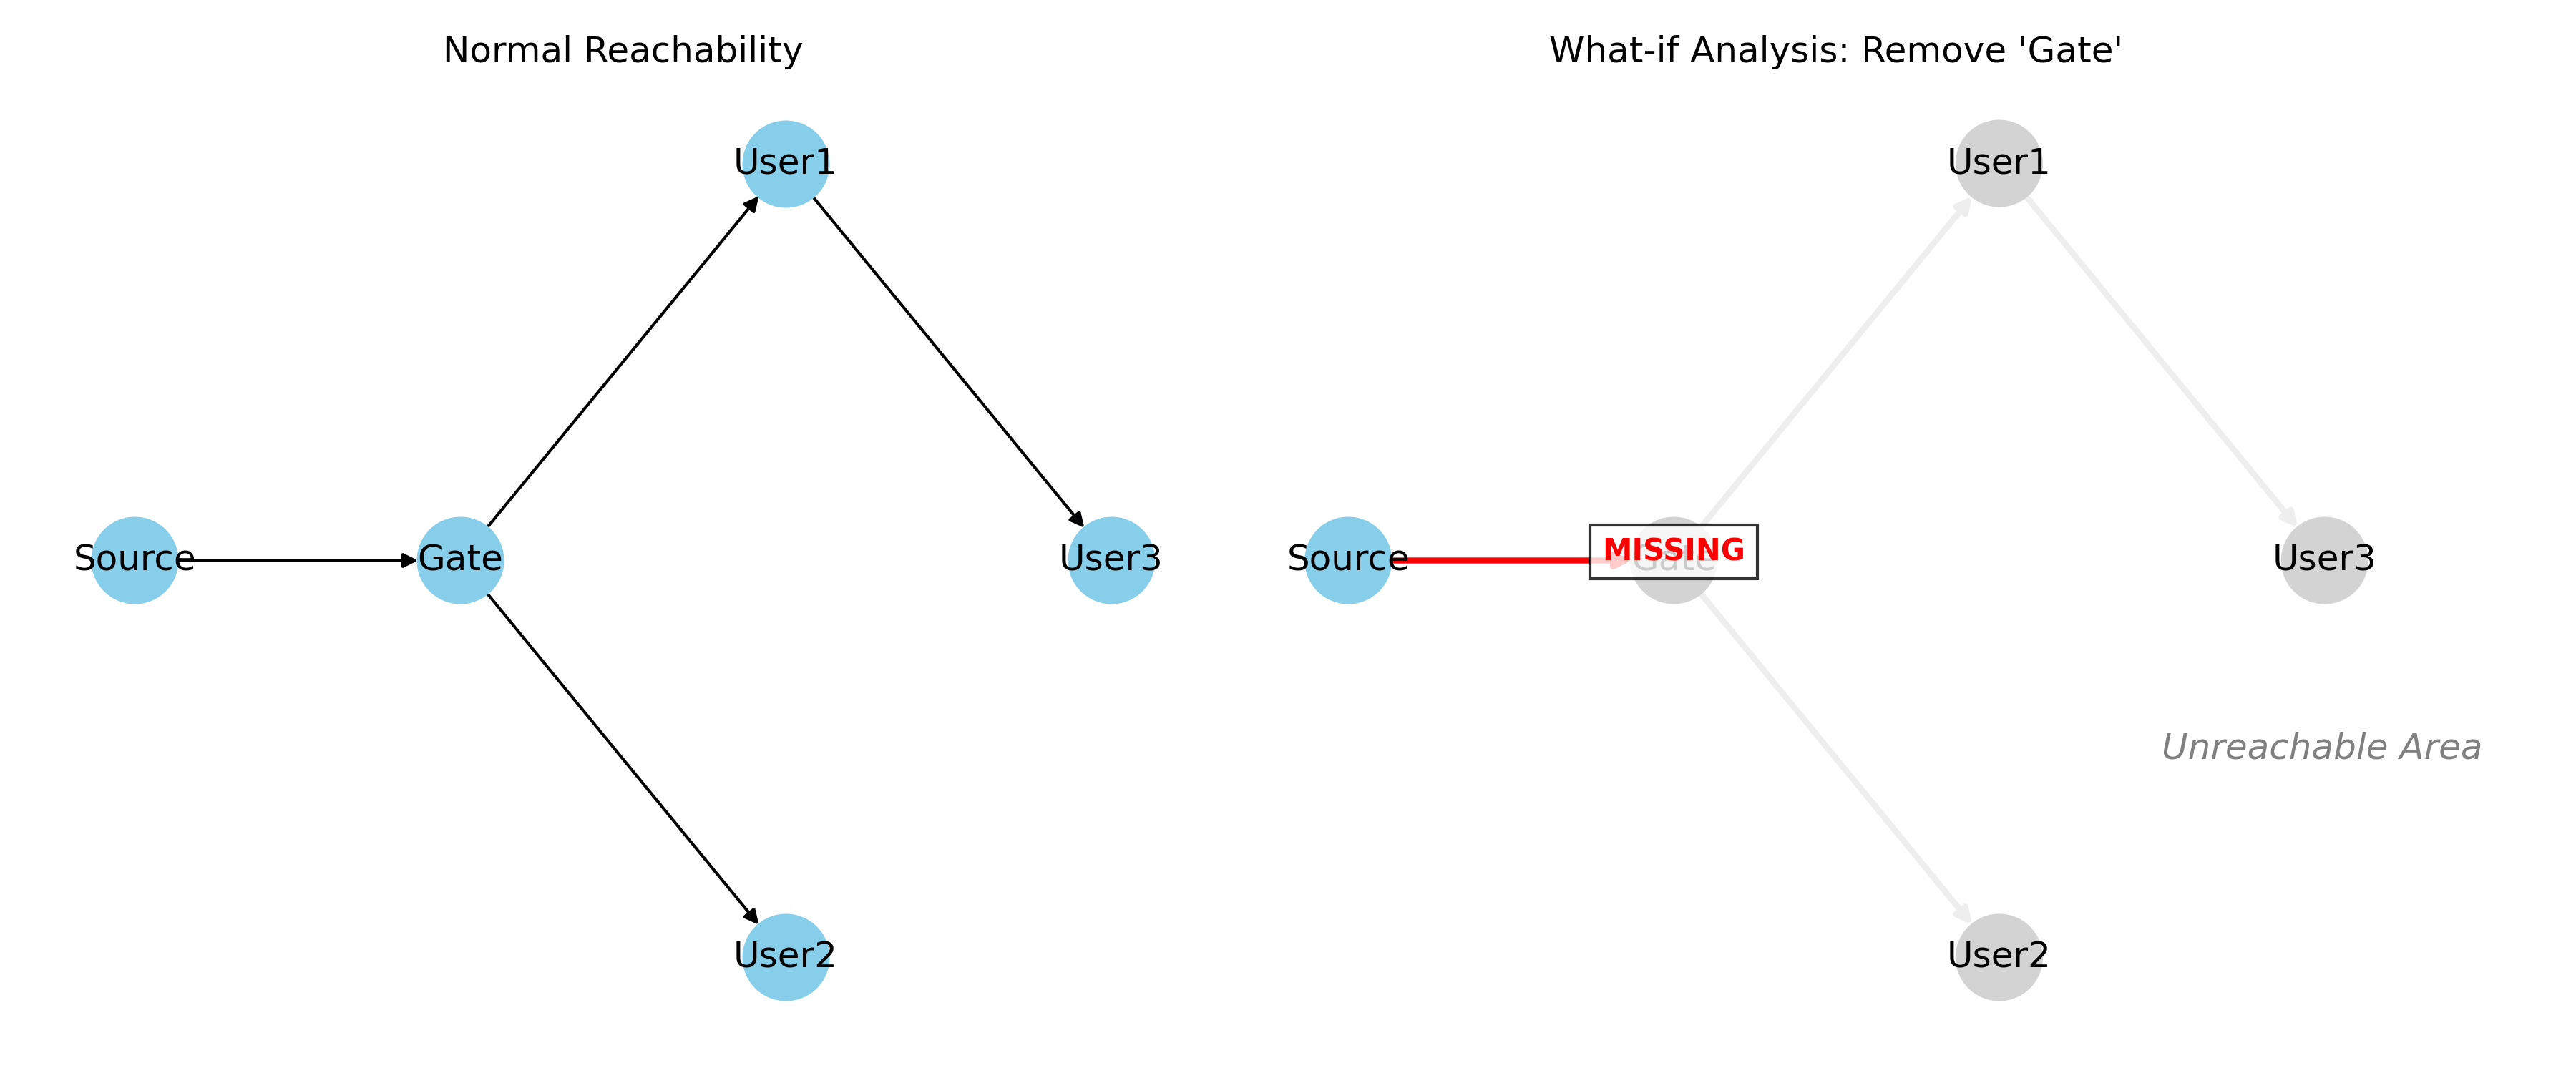 Normal Reachability
User1
Source
Gate
User3
User2
What-if Analysis: Remove 'Gate'
User1
Source
MISSING
Gate
User3
Unreachable Area
User2